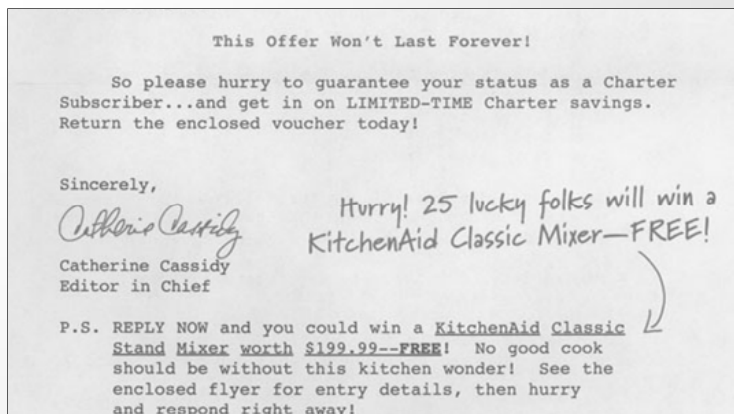 This Offer Won't Last Forever!
So please hurry to guarantee your status as a Charter
Subscriber...and get in on LIMITED-TIME Charter savings.
Return the enclosed voucher today!
Sincerely,
Catherine Cassidy
Hurry! 25 lucky folks will win a
KitchenAid Classic Mixer—FREE!
Catherine Cassidy
Editor in Chief
P.S. REPLY NOW and you could win a KitchenAid Classic
Stand Mixer worth $199.99--FREE! No good cook
should be without this kitchen wonder! See the
enclosed flyer for entry details, then hurry
and respond right away!